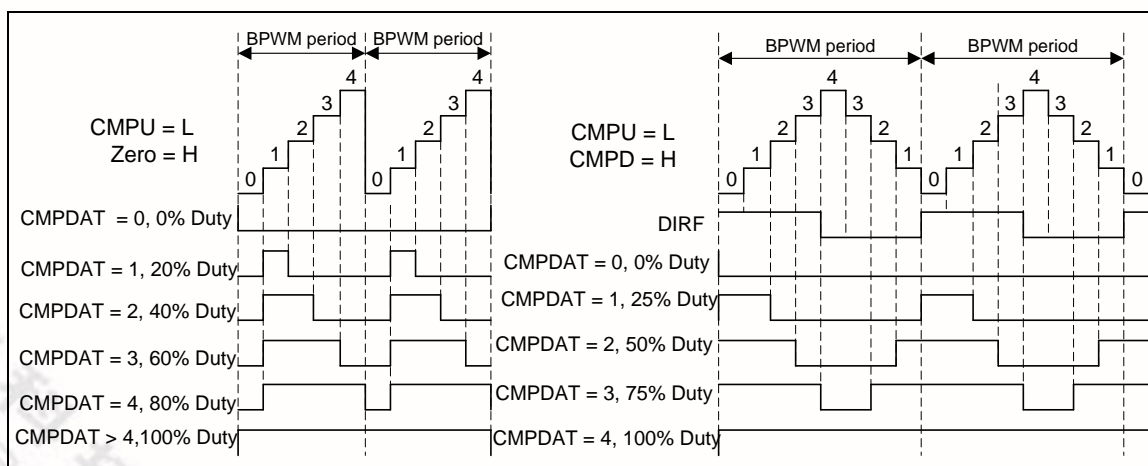 BPWM period BPWM period
4 4
3 3
CMPU = L
Zero = H
2 2
1 1
0 0
CMPDAT = 0, 0% Duty
CMPDAT = 1, 20% Duty
CMPDAT = 2, 40% Duty
CMPDAT = 3, 60% Duty
CMPDAT = 4, 80% Duty
CMPDAT > 4,100% Duty
BPWM period BPWM period
4 4
3 3 3 3
CMPU = L
CMPD = H
2 2 2 2
1 1 1 1
0 0 0
DIRF
CMPDAT = 0, 0% Duty
CMPDAT = 1, 25% Duty
CMPDAT = 2, 50% Duty
CMPDAT = 3, 75% Duty
CMPDAT = 4, 100% Duty